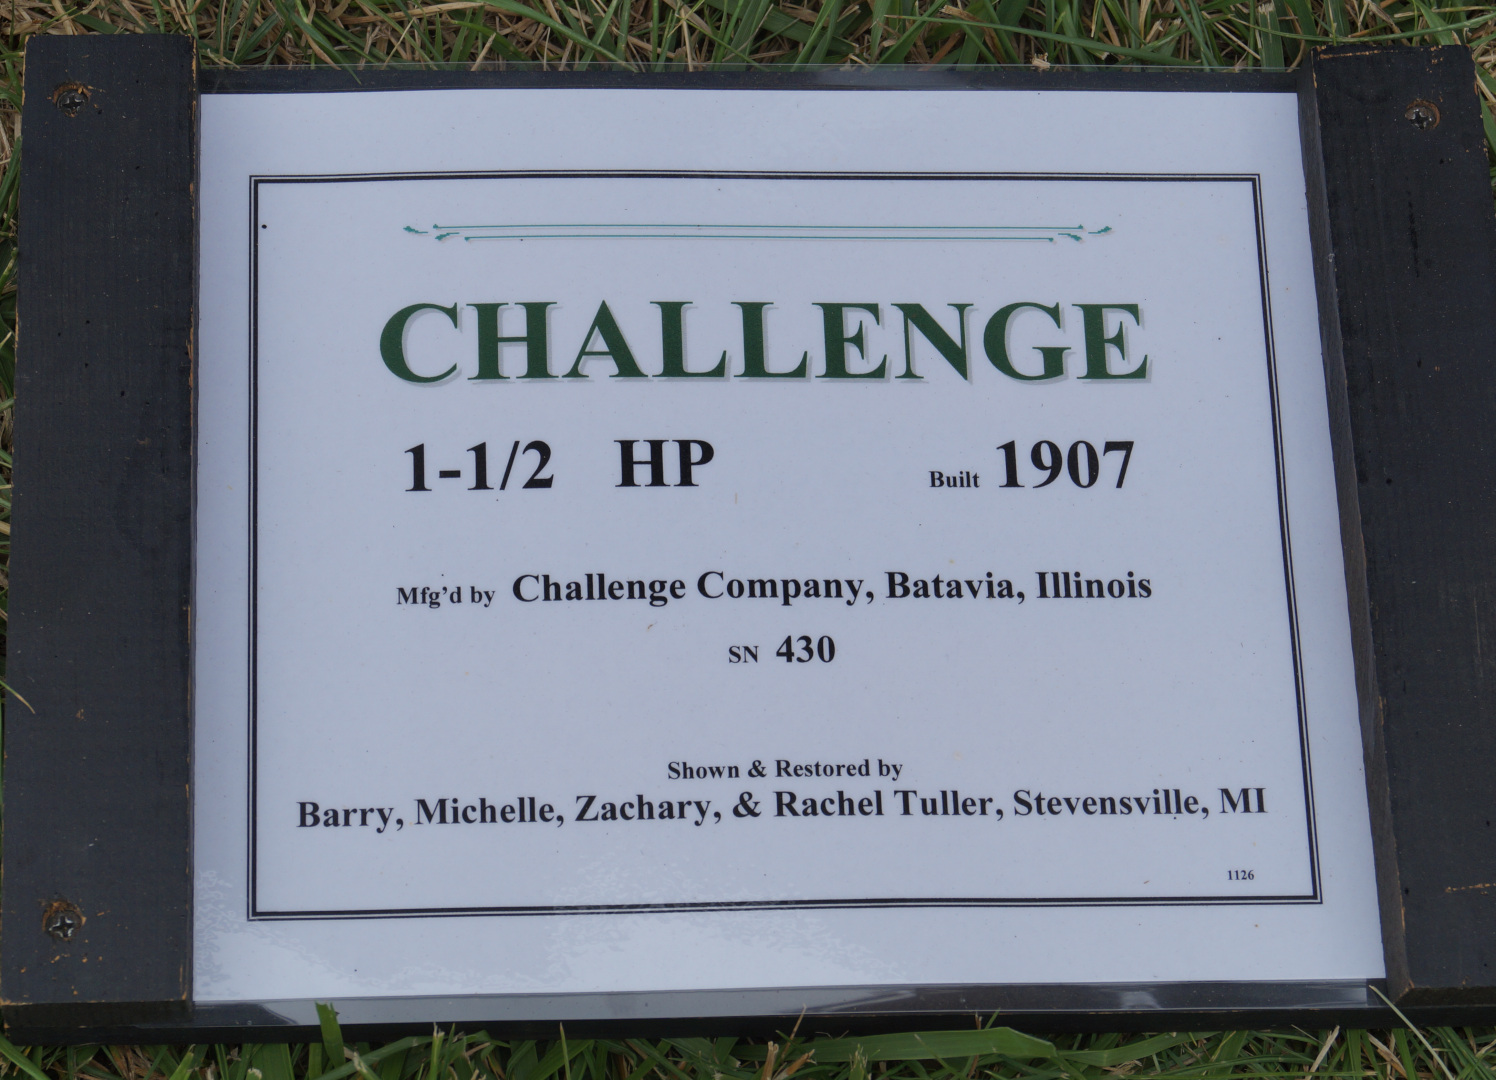 CHALLENGE
1-1/2 HP Built 1907
Mfg'd by Challenge Company, Batavia, Illinois
SN 430
Shown & Restored by
Barry, Michelle, Zachary, & Rachel Tuller, Stevensville, MI
1126